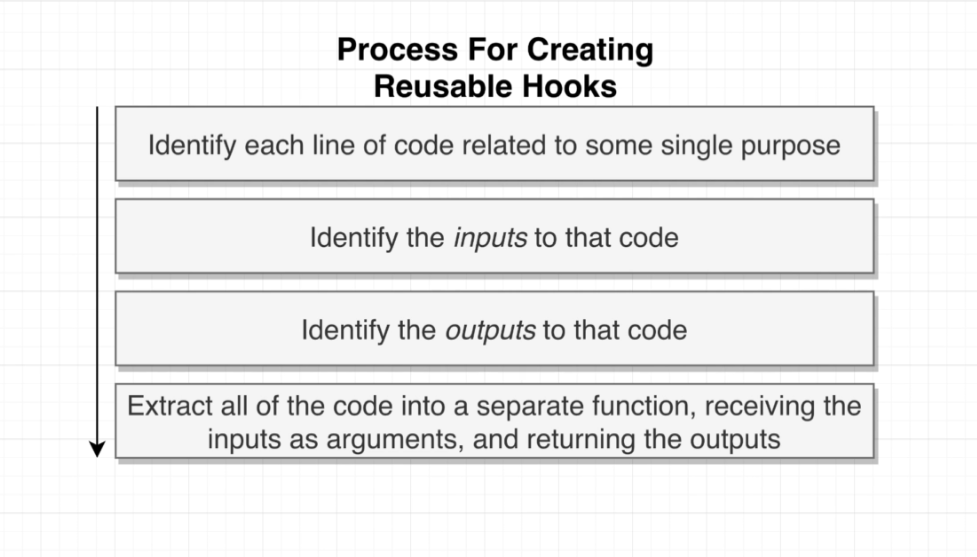 Process For Creating
Reusable Hooks
Identify each line of code related to some single purpose
Identify the inputs to that code
Identify the outputs to that code
Extract all of the code into a separate function, receiving the
inputs as arguments, and returning the outputs